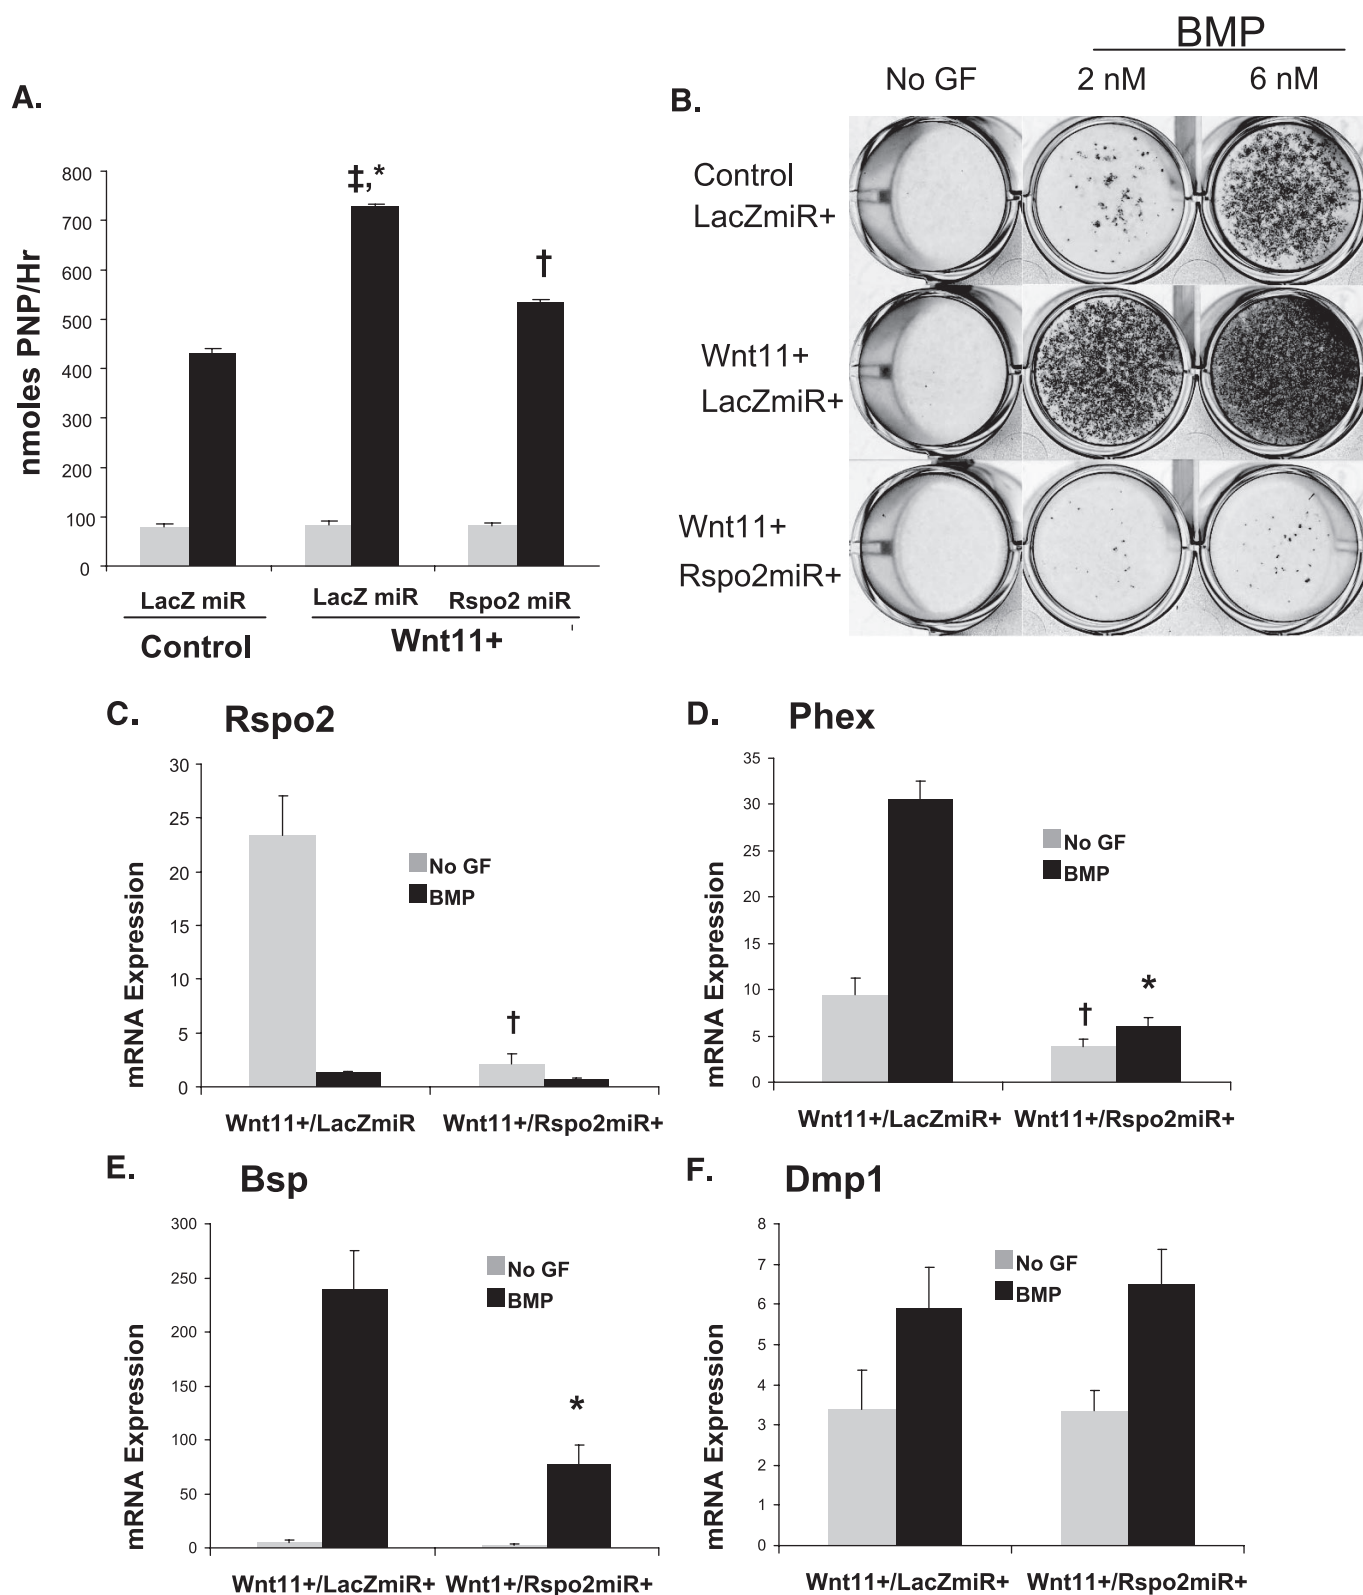 A.
nmoles PNP/Hr
800
700
600
500
400
300
200
100
0
‡,*
†
LacZ miR LacZ miR Rspo2 miR
Control Wnt11+
B.
BMP
No GF 2 nM 6 nM
Control
LacZmiR+
Wnt11+
LacZmiR+
Wnt11+
Rspo2miR+
C. Rspo2
mRNA Expression
30
25
20
15
10
5
0
No GF
BMP
†
Wnt11+/LacZmiR Wnt11+/Rspo2miR+
D. Phex
mRNA Expression
35
30
25
20
15
10
5
0
No GF
BMP
† *
Wnt11+/LacZmiR+ Wnt11+/Rspo2miR+
E. Bsp
mRNA Expression
300
250
200
150
100
50
0
No GF
BMP
*
Wnt11+/LacZmiR+ Wnt1+/Rspo2miR+
F. Dmp1
mRNA Expression
8
7
6
5
4
3
2
1
0
No GF
BMP
Wnt11+/LacZmiR+ Wnt11+/Rspo2miR+